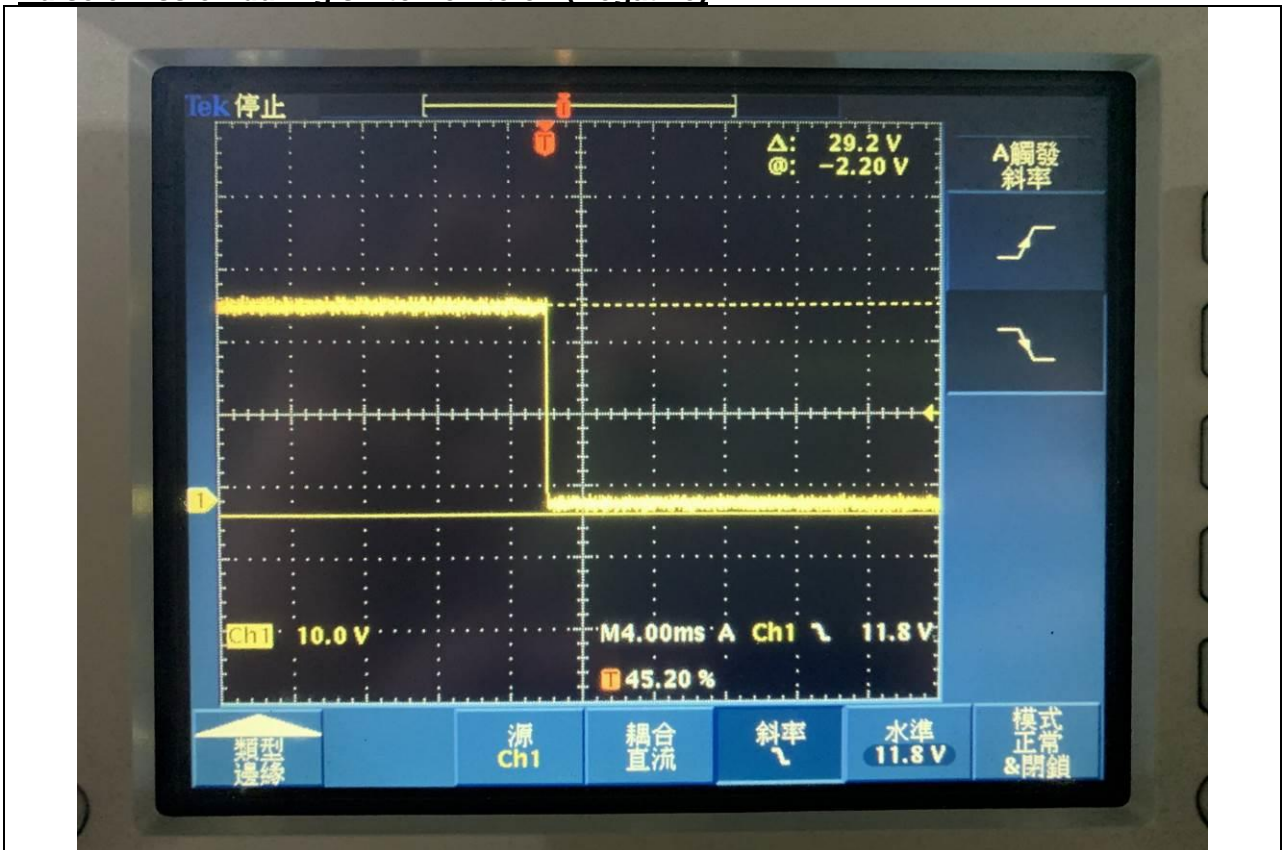 Tek 停止
Δ: 29.2 V
@: −2.20 V
A觸發
斜率
T
T
1
Ch1 10.0 V
M4.00ms A Ch1 11.8 V
T 45.20 %
類型
邊緣
源
Ch1
耦合
直流
斜率
水準
11.8 V
模式
正常
&閉鎖